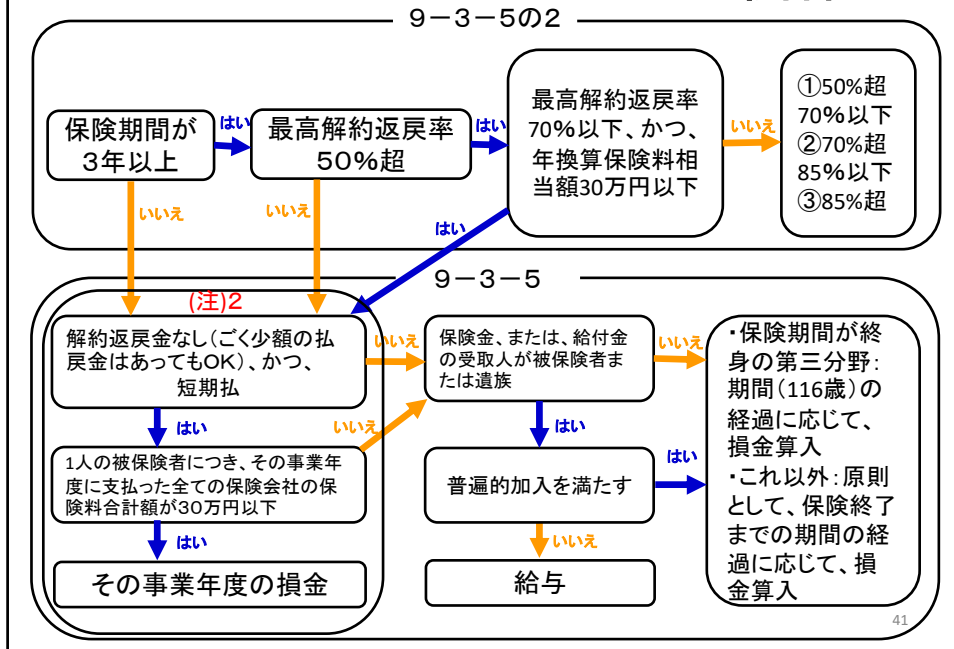 9-3-5の2
保険期間が
3年以上
はい
最高解約返戻率
50%超
はい
最高解約返戻率
70%以下、かつ、
年換算保険料相
当額30万円以下
いいえ
①50%超
70%以下
②70%超
85%以下
③85%超
いいえ
いいえ
はい
9-3-5
(注)2
解約返戻金なし(ごく少額の払
戻金はあってもOK)、かつ、
短期払
いいえ
保険金、または、給付金
の受取人が被保険者ま
たは遺族
いいえ
・保険期間が終
身の第三分野:
期間(116歳)の
経過に応じて、
損金算入
・これ以外:原則
として、保険終了
までの期間の経
過に応じて、損
金算入
はい
いいえ
はい
1人の被保険者につき、その事業年
度に支払った全ての保険会社の保
険料合計額が30万円以下
普遍的加入を満たす
はい
はい
いいえ
その事業年度の損金
給与
41